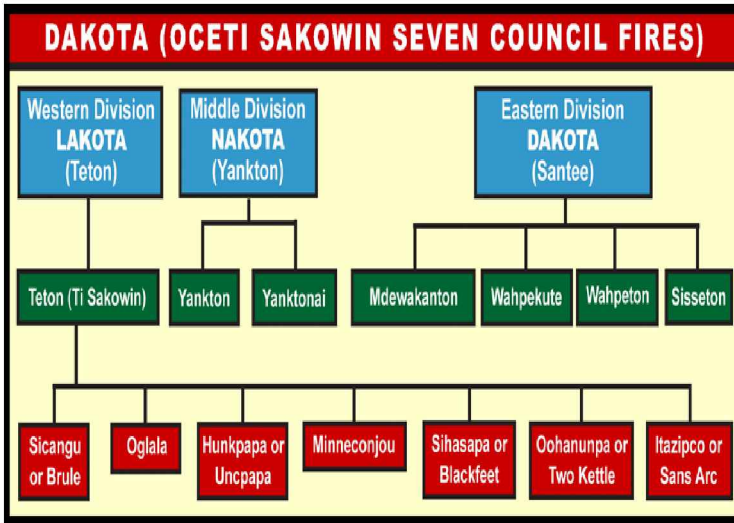 DAKOTA (OCETI SAKOWIN SEVEN COUNCIL FIRES)
Western Division
LAKOTA
(Teton)
Middle Division
NAKOTA
(Yankton)
Eastern Division
DAKOTA
(Santee)
Teton (Ti Sakowin)
Yankton
Yanktonai
Mdewakanton
Wahpekute
Wahpeton
Sisseton
Sicangu
or Brule
Oglala
Hunkpapa or
Uncpapa
Minneconjou
Sihasapa or
Blackfeet
Oohanunpa or
Two Kettle
Itazipco or
Sans Arc